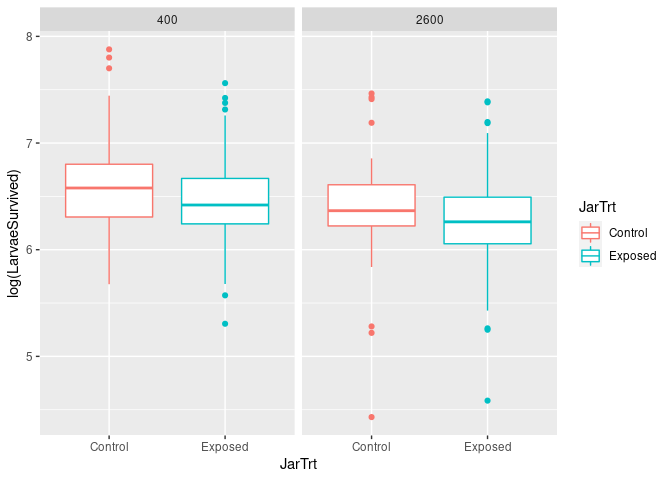 400
2600
8
7
6
5
log(LarvaeSurvived)
Control
Exposed
Control
Exposed
JarTrt
JarTrt
Control
Exposed